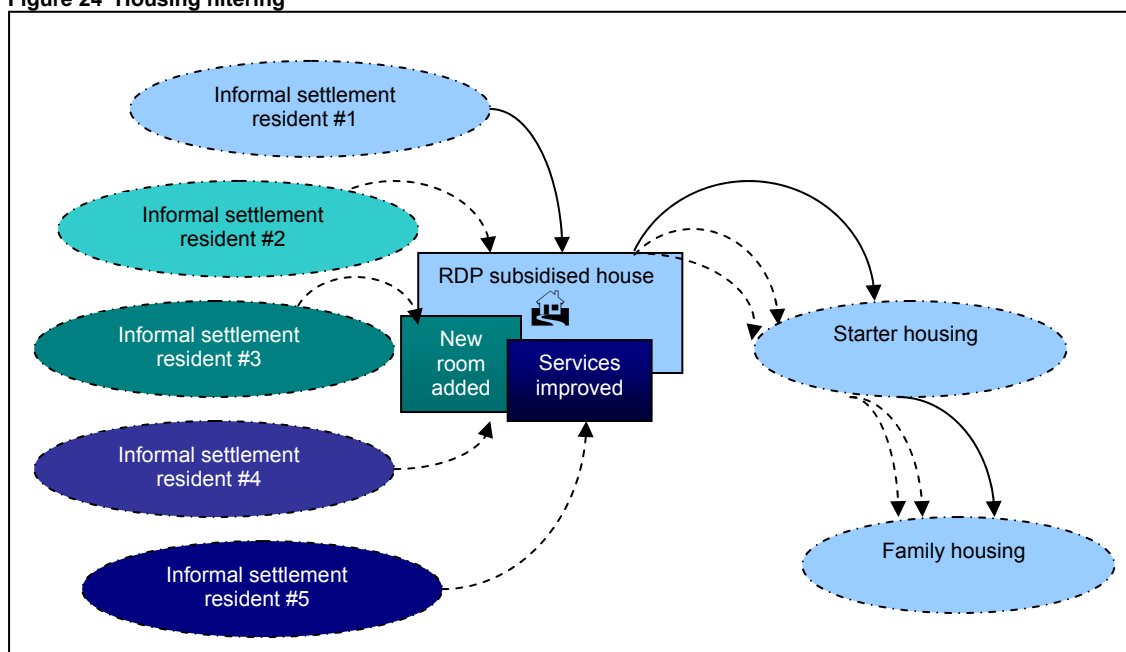 Figure 24 Housing filtering
Informal settlement
resident #1
Informal settlement
resident #2
RDP subsidised house
Informal settlement
resident #3
New
room
added
Services
improved
Starter housing
Informal settlement
resident #4
Family housing
Informal settlement
resident #5